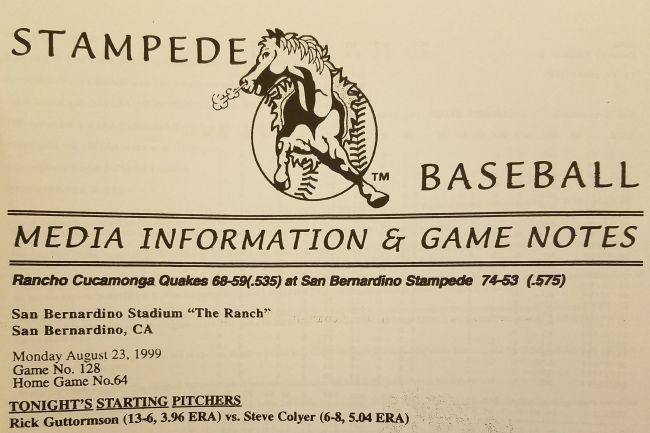 STAMPEDE
TM
BASEBALL
MEDIA INFORMATION & GAME NOTES
Rancho Cucamonga Quakes 68-59(.535) at San Bernardino Stampede 74-53 (.575)
San Bernardino Stadium "The Ranch"
San Bernardino, CA
Monday August 23, 1999
Game No. 128
Home Game No.64
TONIGHT'S STARTING PITCHERS
Rick Guttormson (13-6, 3.96 ERA) vs. Steve Colyer (6-8, 5.04 ERA)